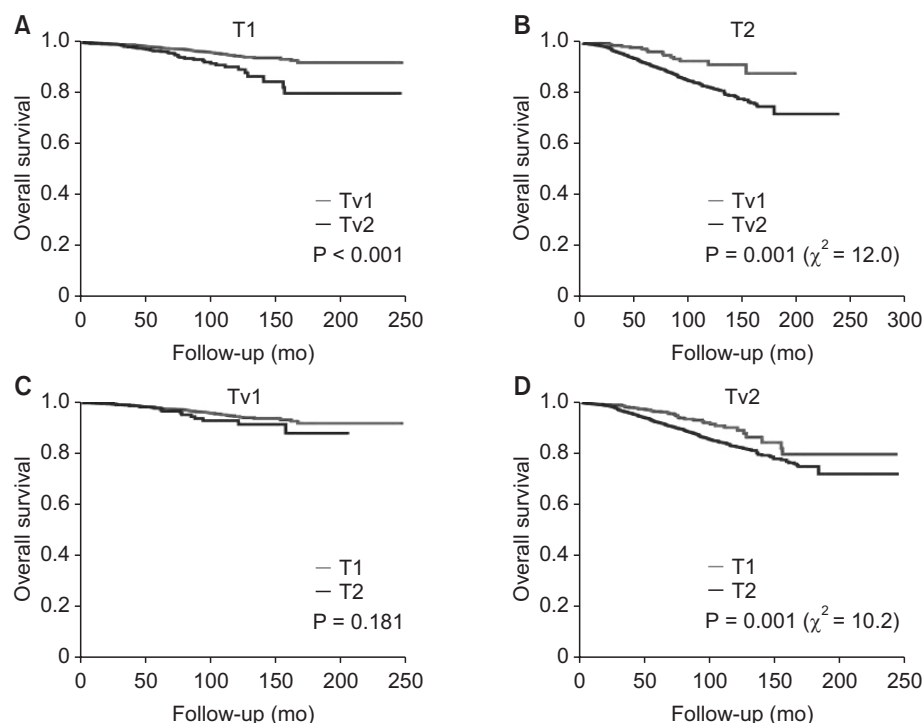 A
T1
1.0
0.8
0.6
0.4
0.2
0
Overall survival
Tv1
Tv2
P < 0.001
0 50 100 150 200 250
Follow-up (mo)
B
T2
1.0
0.8
0.6
0.4
0.2
0
Overall survival
Tv1
Tv2
P = 0.001 (χ² = 12.0)
0 50 100 150 200 250 300
Follow-up (mo)
C
Tv1
1.0
0.8
0.6
0.4
0.2
0
Overall survival
T1
T2
P = 0.181
0 50 100 150 200 250
Follow-up (mo)
D
Tv2
1.0
0.8
0.6
0.4
0.2
0
Overall survival
T1
T2
P = 0.001 (χ² = 10.2)
0 50 100 150 200 250
Follow-up (mo)